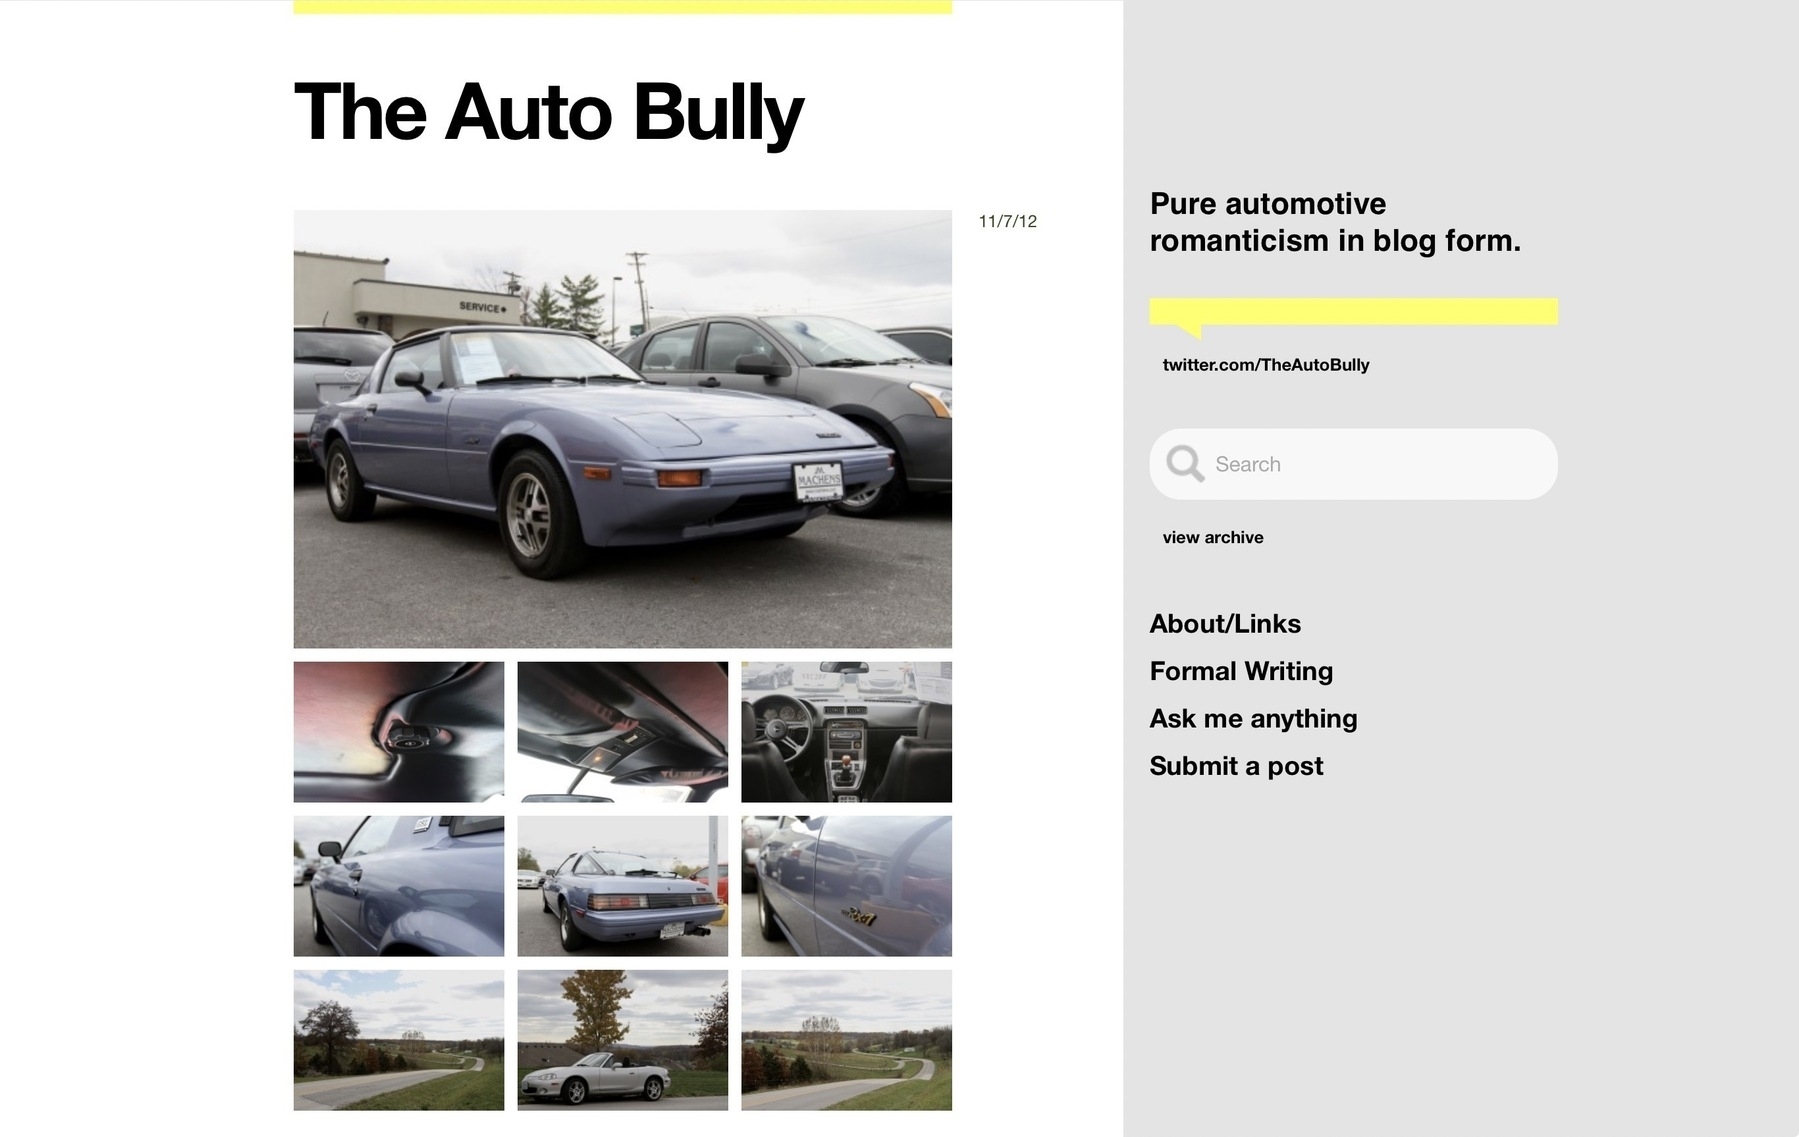 The Auto Bully
11/7/12
SERVICE
MACHENS
Rx7
Pure automotive
romanticism in blog form.
twitter.com/TheAutoBully
Search
view archive
About/Links
Formal Writing
Ask me anything
Submit a post